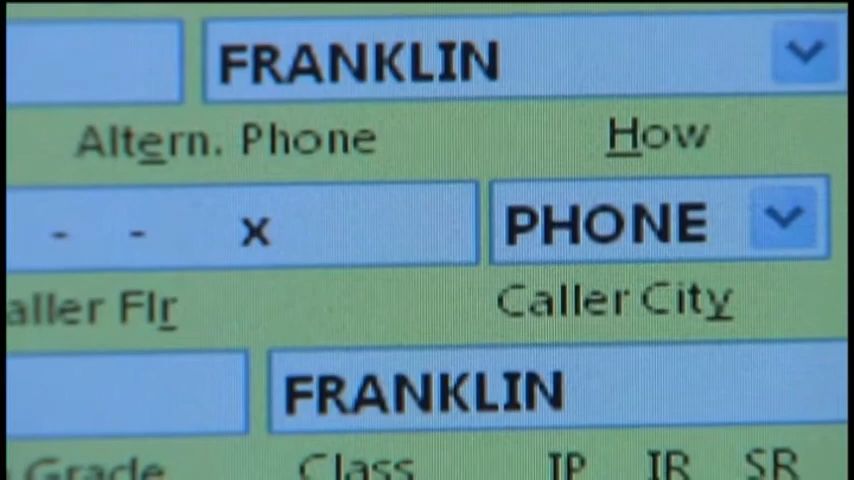 FRANKLIN
Altern. Phone How
- - x PHONE
aller Flr Caller City
FRANKLIN
Grade Class IP IR SR